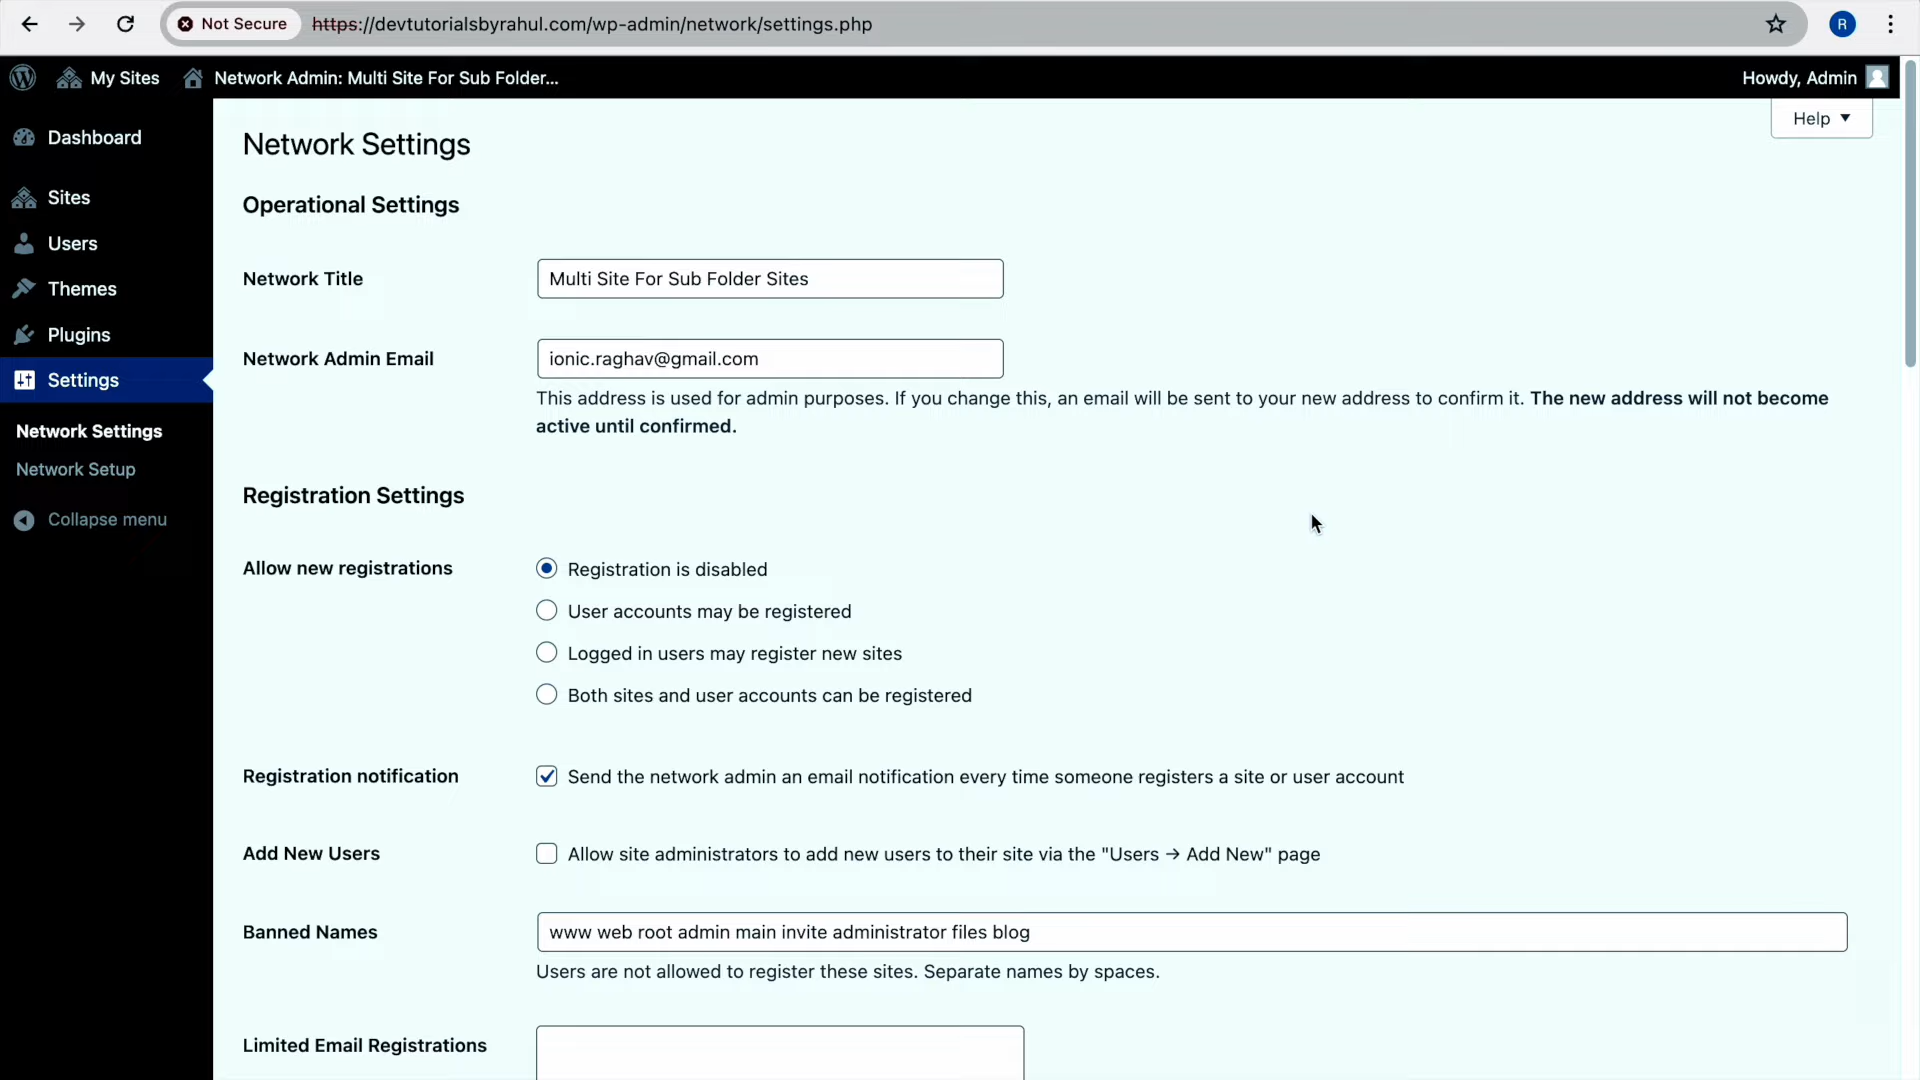 Not Secure https://devtutorialsbyrahul.com/wp-admin/network/settings.php R
My Sites Network Admin: Multi Site For Sub Folder... Howdy, Admin
Help ▼
Dashboard
Sites
Users
Themes
Plugins
Settings
Network Settings
Network Setup
Collapse menu
Network Settings
Operational Settings
Network Title Multi Site For Sub Folder Sites
Network Admin Email ionic.raghav@gmail.com
This address is used for admin purposes. If you change this, an email will be sent to your new address to confirm it. The new address will not become
active until confirmed.
Registration Settings
Allow new registrations Registration is disabled
User accounts may be registered
Logged in users may register new sites
Both sites and user accounts can be registered
Registration notification Send the network admin an email notification every time someone registers a site or user account
Add New Users Allow site administrators to add new users to their site via the "Users → Add New" page
Banned Names www web root admin main invite administrator files blog
Users are not allowed to register these sites. Separate names by spaces.
Limited Email Registrations